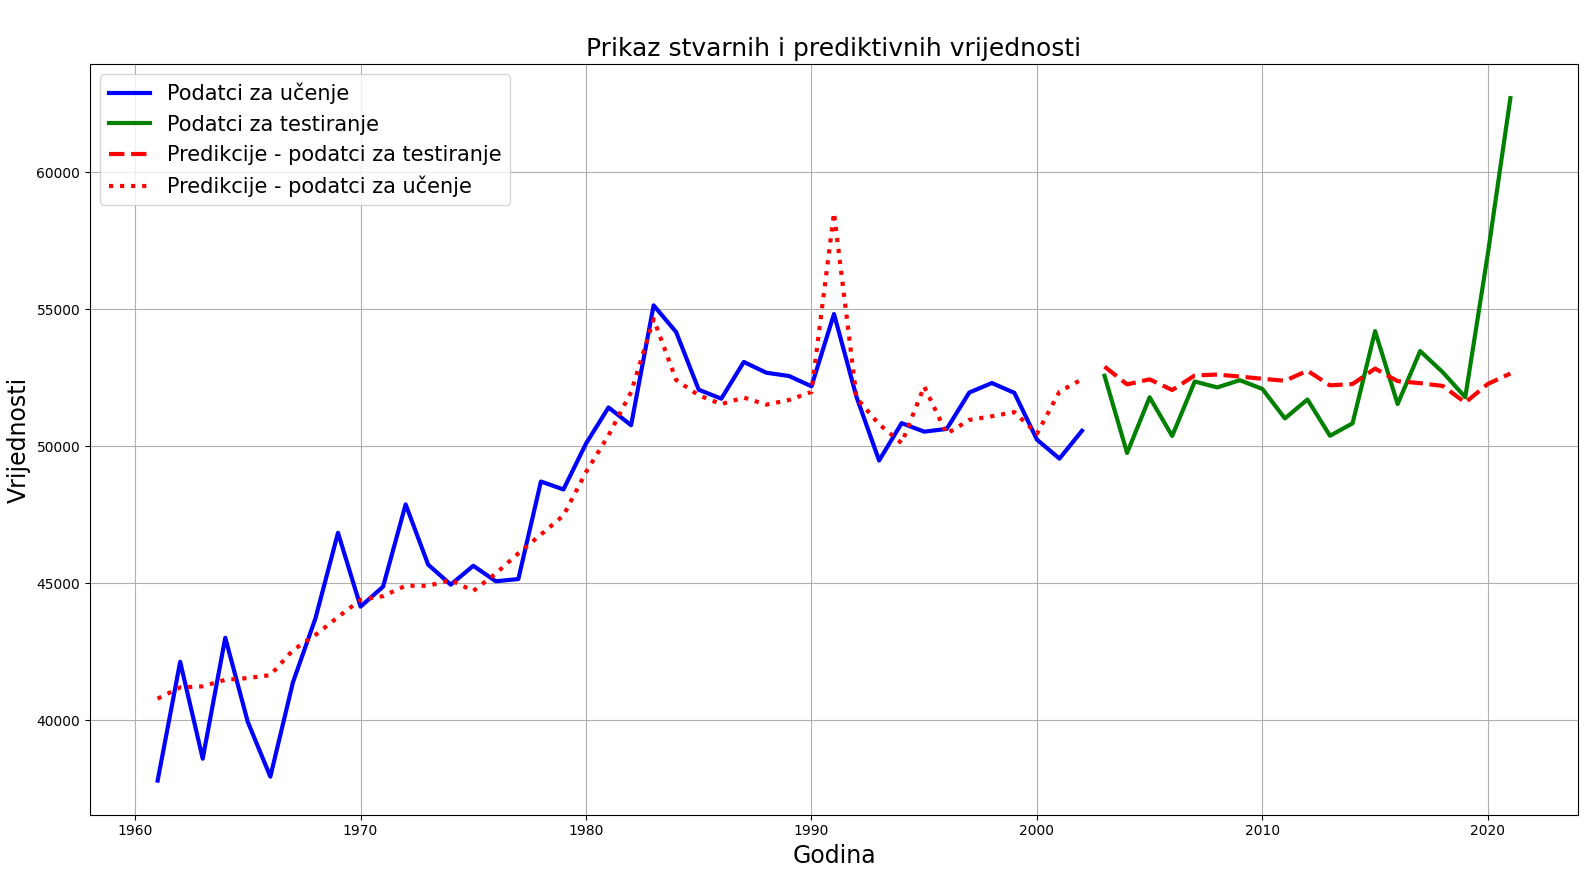 Prikaz stvarnih i prediktivnih vrijednosti
Podatci za učenje
Podatci za testiranje
Predikcije - podatci za testiranje
Predikcije - podatci za učenje
Vrijednosti
60000
55000
50000
45000
40000
1960 1970 1980 1990 2000 2010 2020
Godina